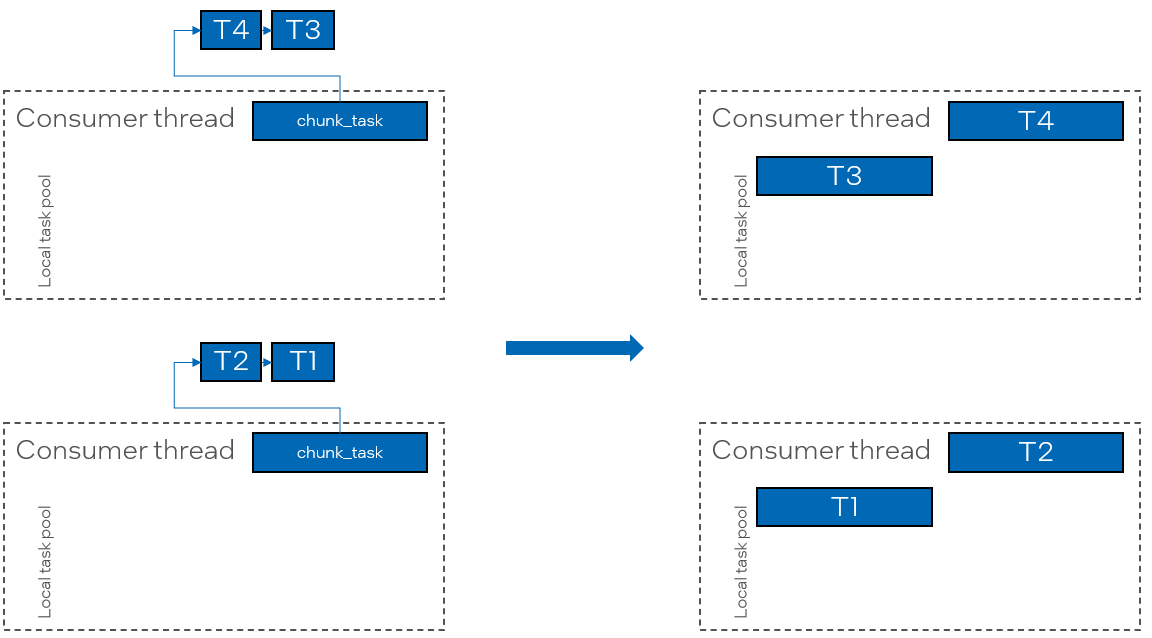 T4 T3
Consumer thread
chunk_task
Local task pool
T2 T1
Consumer thread
chunk_task
Local task pool
Consumer thread
T4
T3
Local task pool
Consumer thread
T2
T1
Local task pool